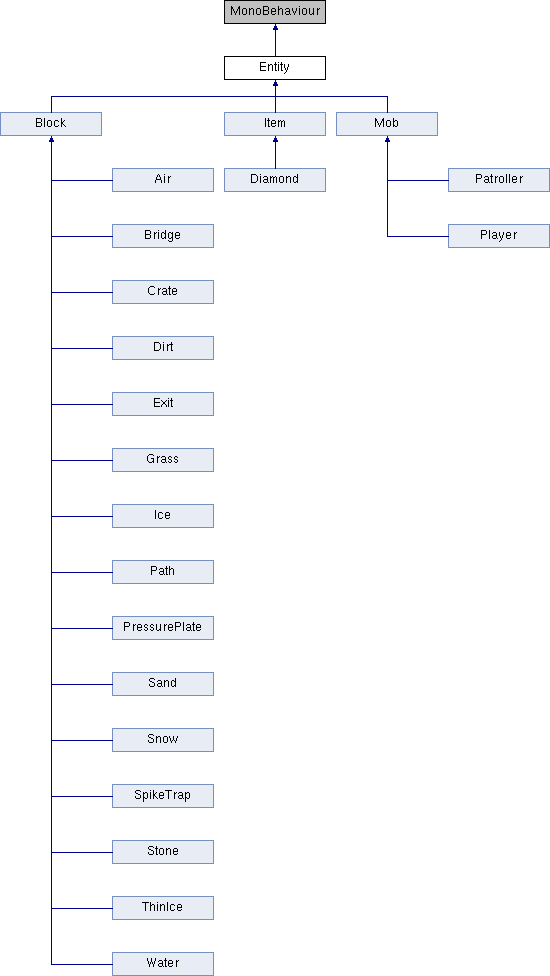 MonoBehaviour
Entity
Block
Item
Mob
Air
Diamond
Patroller
Bridge
Player
Crate
Dirt
Exit
Grass
Ice
Path
PressurePlate
Sand
Snow
SpikeTrap
Stone
ThinIce
Water